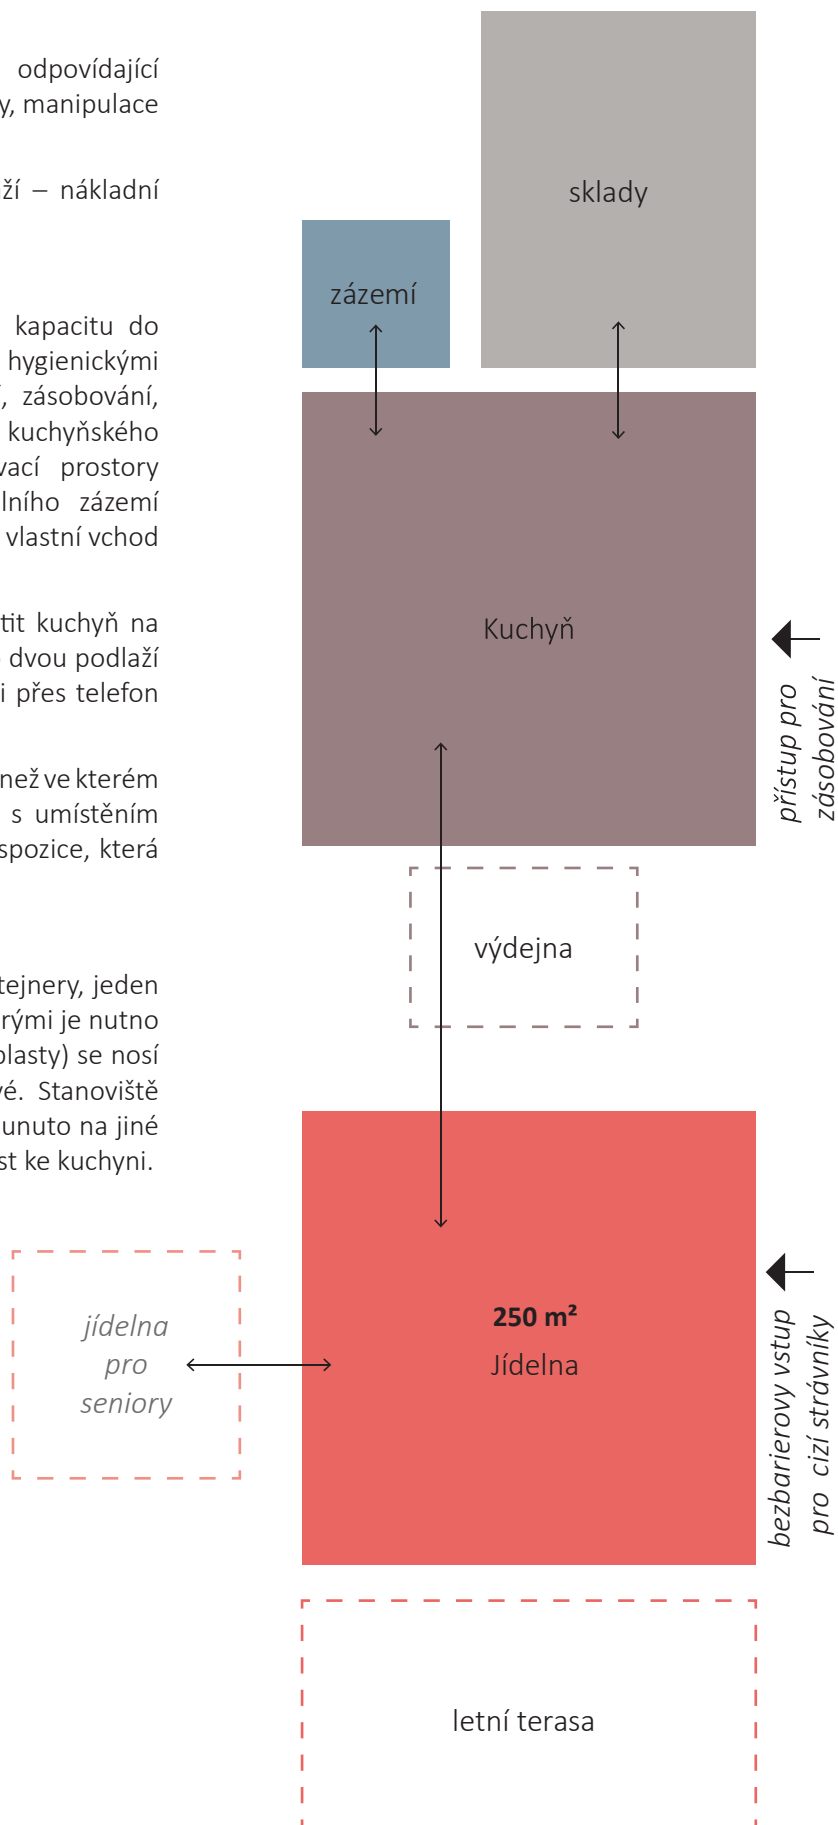 odpovídající
y, manipulace
ží – nákladní
kapacitu do
hygienickými
, zásobování,
kuchyňského
vací prostory
lního zázemí
vlastní vchod
tit kuchyň na
dvou podlaží
i přes telefon
než ve kterém
s umístěním
spozice, která
tejnery, jeden
rými je nutno
plasty) se nosí
vé. Stanoviště
unuto na jiné
st ke kuchyni.
sklady
zázemí
Kuchyň
přístup pro
zásobování
výdejna
250 m²
Jídelna
jídelna
pro
seniory
bezbarierovy vstup
pro cizí strávníky
letní terasa